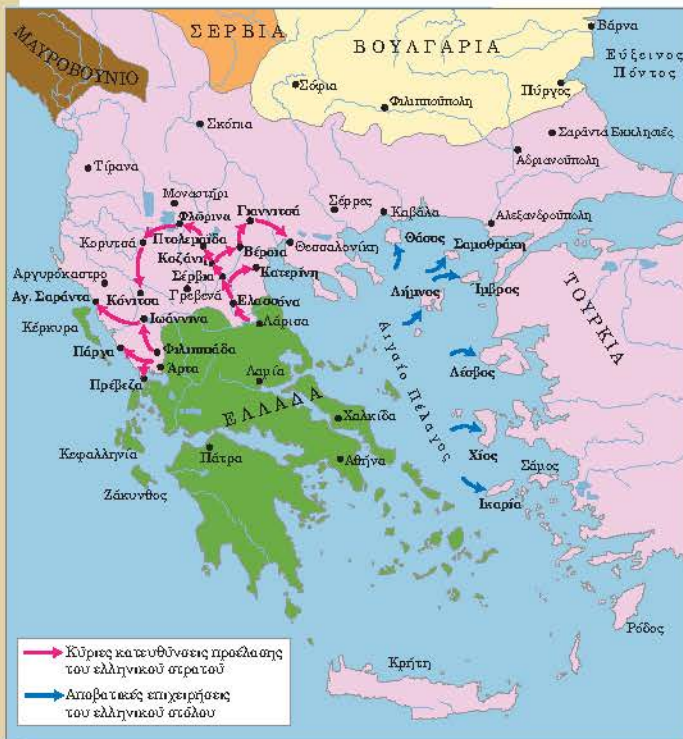 ΜΑΥΡΟΒΟΥΝΙΟ
ΣΕΡΒΙΑ
ΒΟΥΛΓΑΡΙΑ
Βάρνα
Εύξεινος
Πόντος
Σόφια
Φιλιππούπολη
Πύργος
Σκόπια
Σαράντα Εκκλησιές
Αδριανούπολη
Τίρανα
Μοναστήρι
Φλώρινα
Γιαννιτσά
Σέρρες
Καβάλα
Αλεξανδρούπολη
Κορυτσά
Πτολεμαΐδα
Βέροια
Θεσσαλονίκη
Θάσος
Σαμοθράκη
Κοζάνη
Κατερίνη
Αργυρόκαστρο
Σέρβια
Γρεβενά
Ίμβρος
Αγ. Σαράντα
Κόνιτσα
Ελασσόνα
Λήμνος
ΤΟΥΡΚΙΑ
Κέρκυρα
Ιωάννινα
Λάρισα
Αιγαίο Πέλαγος
Πάργα
Φιλιππιάδα
Άρτα
Λαμία
Λέσβος
Πρέβεζα
ΕΛΛΑΔΑ
Χαλκίδα
Χίος
Κεφαλληνία
Πάτρα
Αθήνα
Σάμος
Ζάκυνθος
Ικαρία
Ρόδος
Κρήτη
Κύριες κατευθύνσεις προέλασης
του ελληνικού στρατού
Αποβατικές επιχειρήσεις
του ελληνικού στόλου